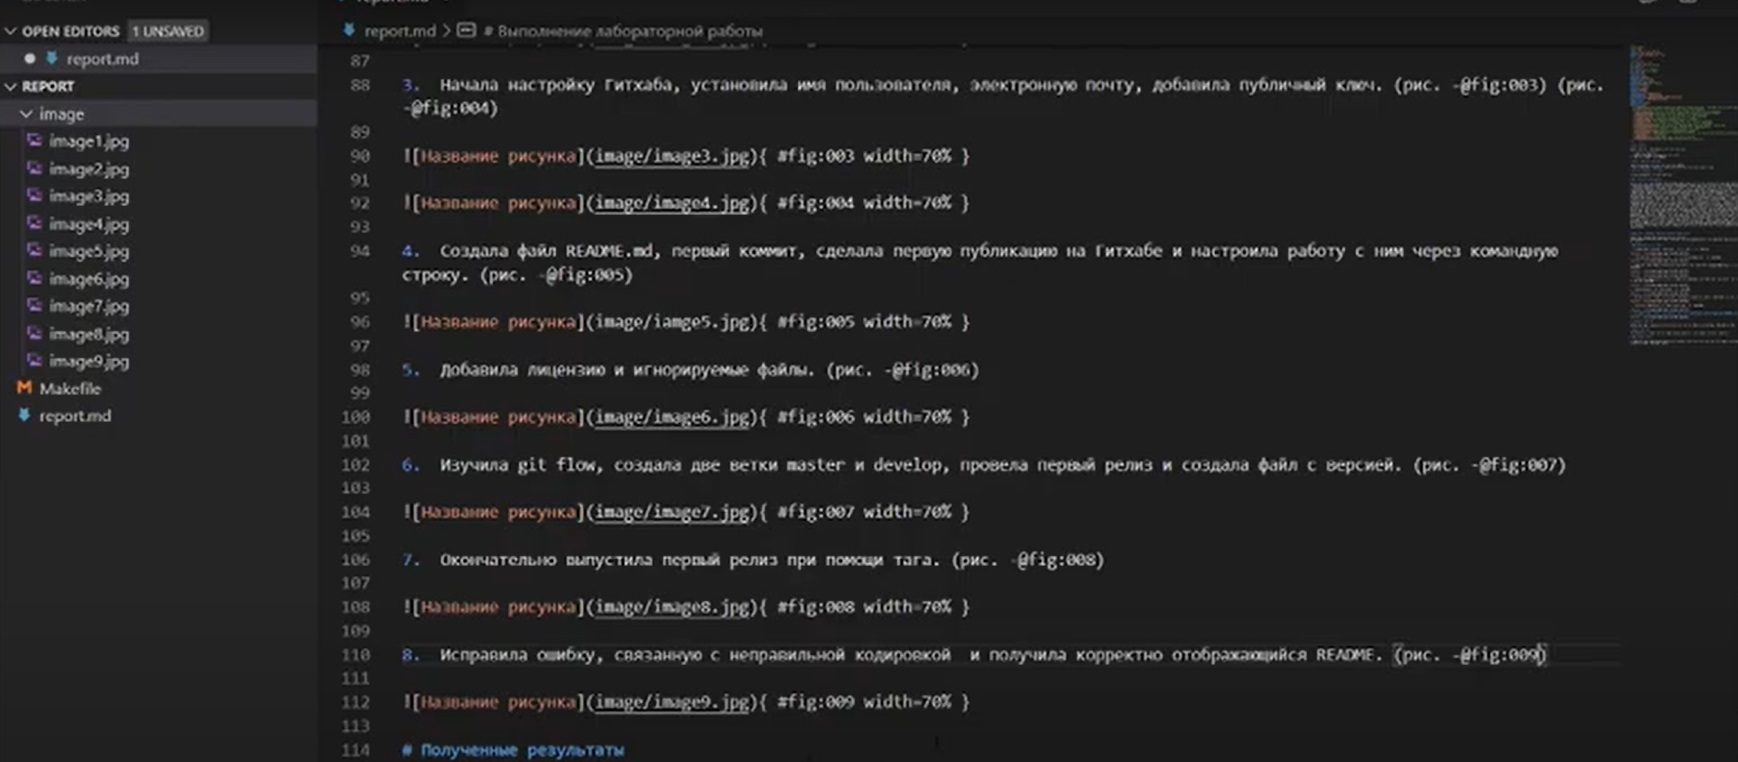 OPEN EDITORS 1 UNSAVED
report.md
REPORT
image
image1.jpg
image2.jpg
image3.jpg
image4.jpg
image5.jpg
image6.jpg
image7.jpg
image8.jpg
image9.jpg
Makefile
report.md
report.md > # Выполнение лабораторной работы
87
88 3. Начала настройку Гитхаба, установила имя пользователя, электронную почту, добавила публичный ключ. (рис. -@fig:003) (рис.
-@fig:004)
89
90 ![Название рисунка](image/image3.jpg){ #fig:003 width=70% }
91
92 ![Название рисунка](image/image4.jpg){ #fig:004 width=70% }
93
94 4. Создала файл README.md, первый коммит, сделала первую публикацию на Гитхабе и настроила работу с ним через командную
строку. (рис. -@fig:005)
95
96 ![Название рисунка](image/iamge5.jpg){ #fig:005 width=70% }
97
98 5. Добавила лицензию и игнорируемые файлы. (рис. -@fig:006)
99
100 ![Название рисунка](image/image6.jpg){ #fig:006 width=70% }
101
102 6. Изучила git flow, создала две ветки master и develop, провела первый релиз и создала файл с версией. (рис. -@fig:007)
103
104 ![Название рисунка](image/image7.jpg){ #fig:007 width=70% }
105
106 7. Окончательно выпустила первый релиз при помощи тага. (рис. -@fig:008)
107
108 ![Название рисунка](image/image8.jpg){ #fig:008 width=70% }
109
110 8. Исправила ошибку, связанную с неправильной кодировкой  и получила корректно отображающийся README. (рис. -@fig:009)
111
112 ![Название рисунка](image/image9.jpg){ #fig:009 width=70% }
113
114 # Полученные результаты